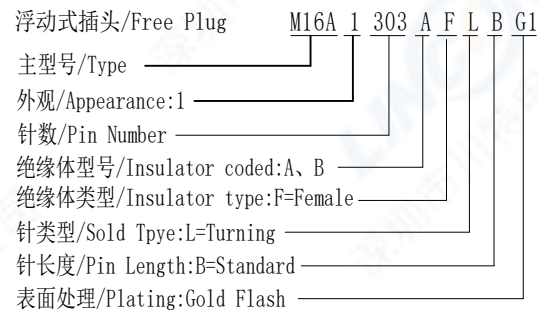 浮动式插头/Free Plug M16A 1 303 A F L B G1
主型号/Type
外观/Appearance:1
针数/Pin Number
绝缘体型号/Insulator coded:A、B
绝缘体类型/Insulator type:F=Female
针类型/Sold Tpye:L=Turning
针长度/Pin Length:B=Standard
表面处理/Plating:Gold Flash